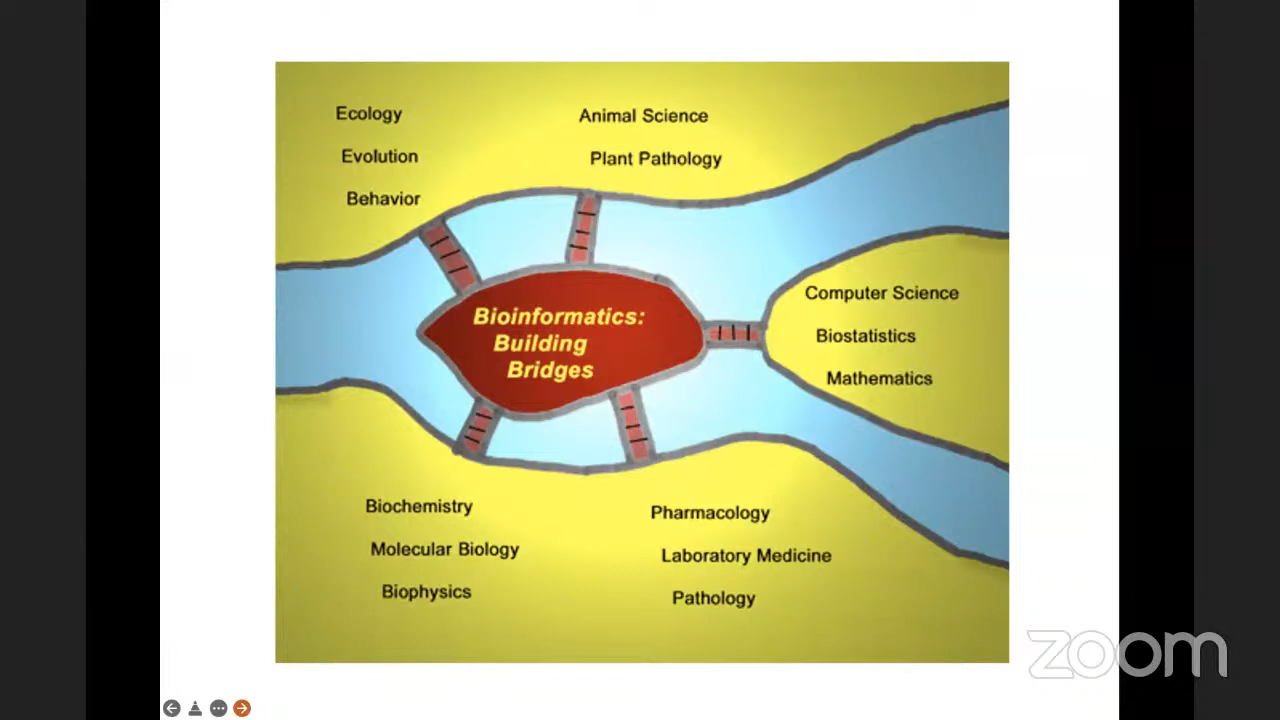 Ecology
Evolution
Behavior
Animal Science
Plant Pathology
Computer Science
Biostatistics
Mathematics
Bioinformatics:
Building
Bridges
Biochemistry
Molecular Biology
Biophysics
Pharmacology
Laboratory Medicine
Pathology
zoom